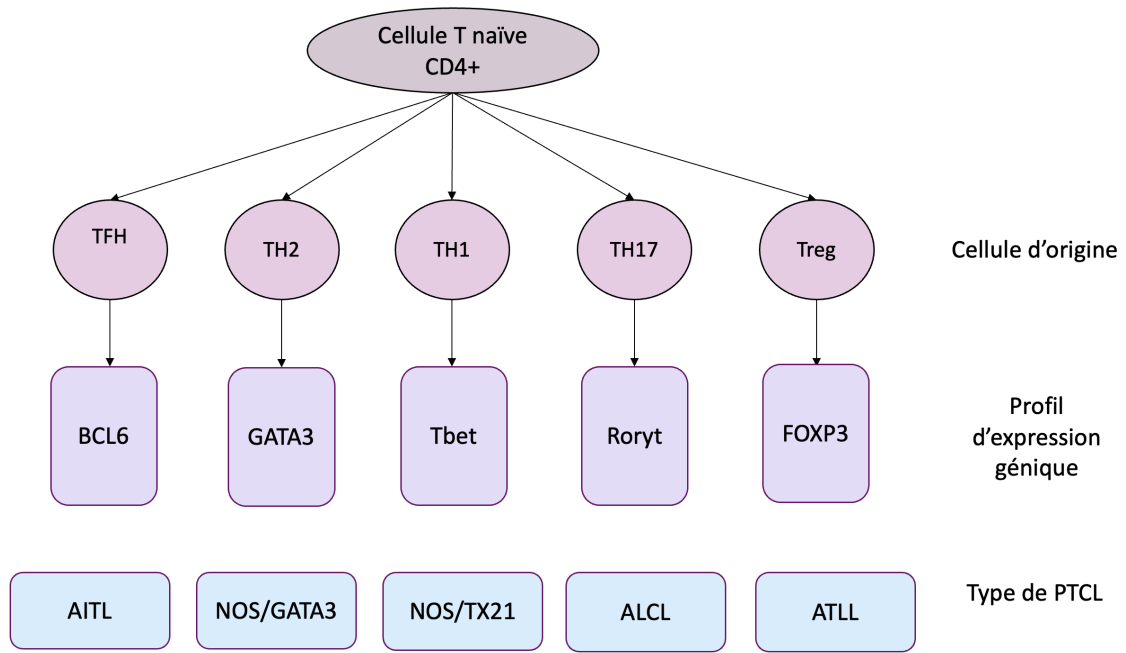 Cellule T naïve
CD4+
TFH
TH2
TH1
TH17
Treg
Cellule d’origine
BCL6
GATA3
Tbet
Roryt
FOXP3
Profil
d’expression
génique
AITL
NOS/GATA3
NOS/TX21
ALCL
ATLL
Type de PTCL